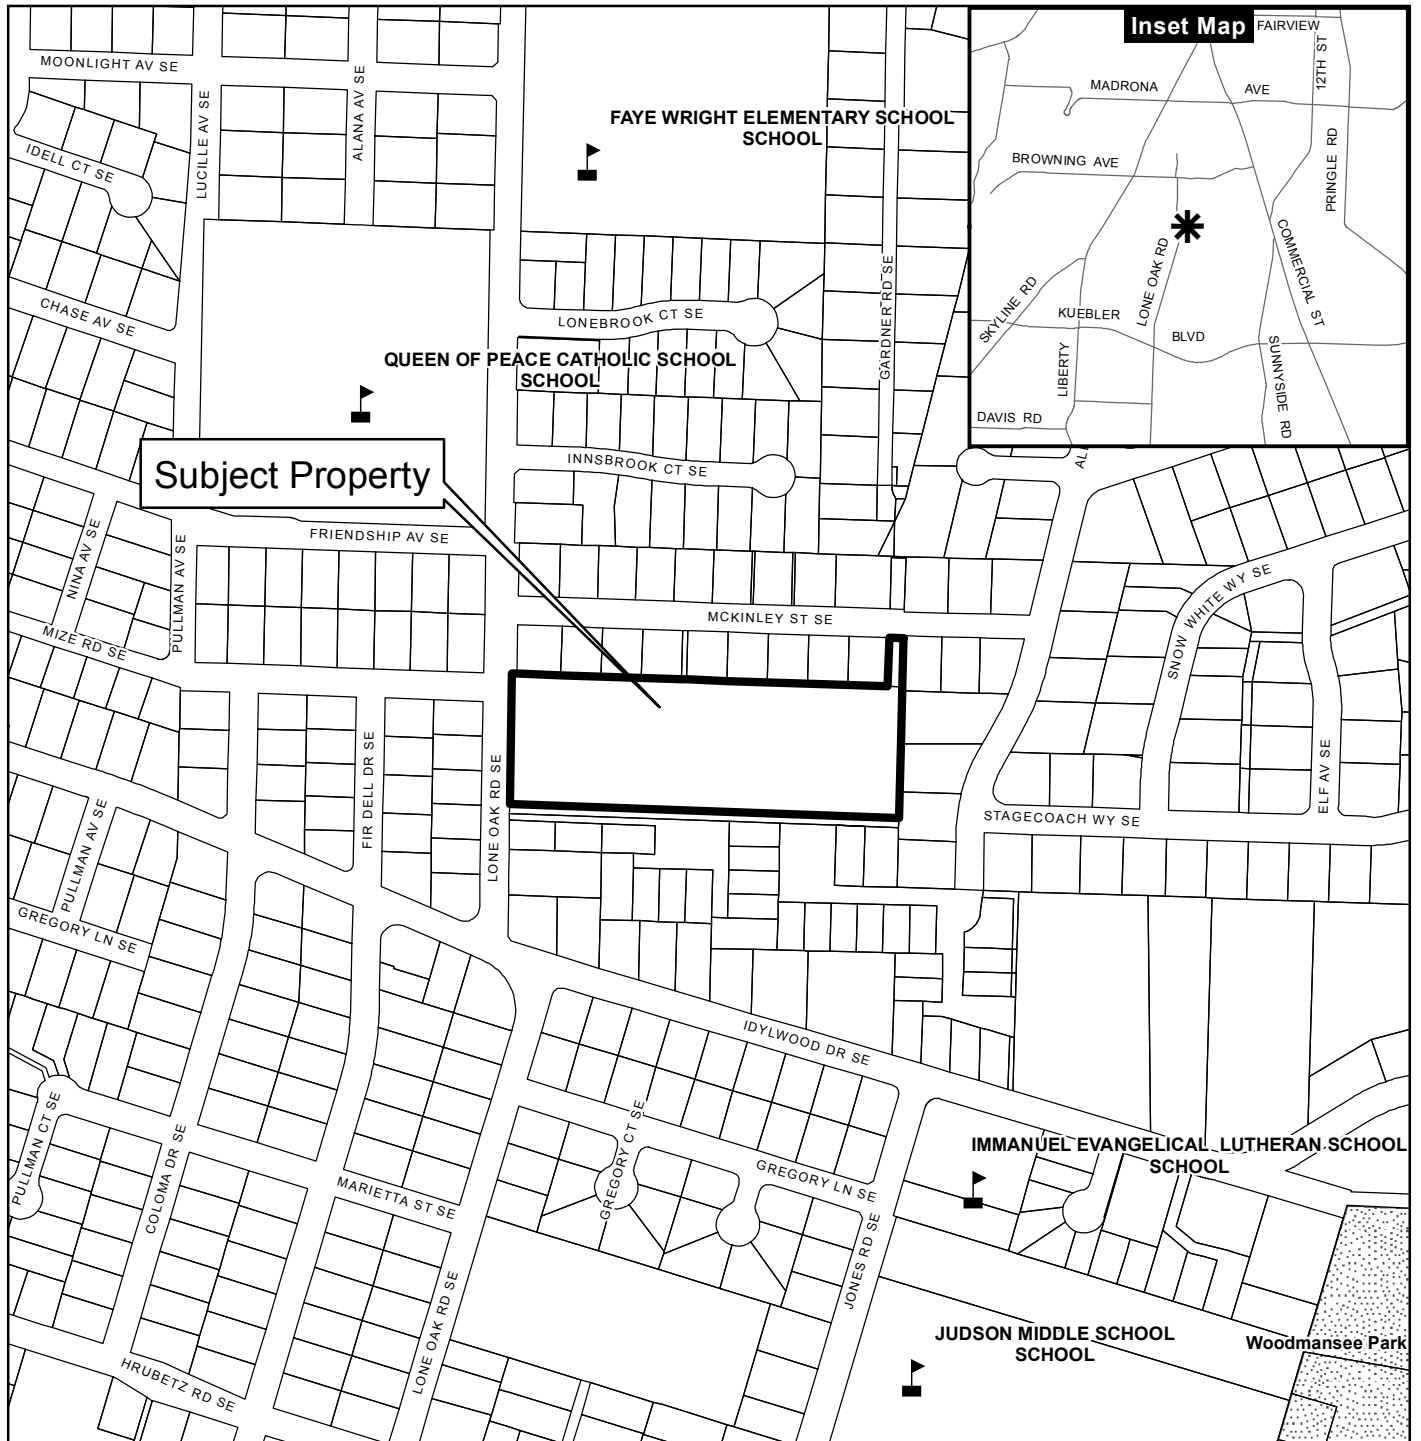 Inset Map
FAIRVIEW
12TH ST
MADRONA AVE
PRINGLE RD
BROWNING AVE
COMMERCIAL ST
LONE OAK RD
SKYLINE RD
KUEBLER BLVD
LIBERTY
SUNNYSIDE RD
DAVIS RD
MOONLIGHT AV SE
LUCILLE AV SE
ALANA AV SE
FAYE WRIGHT ELEMENTARY SCHOOL
SCHOOL
IDELL CT SE
CHASE AV SE
LONEBROOK CT SE
GARDNER RD SE
QUEEN OF PEACE CATHOLIC SCHOOL
SCHOOL
Subject Property
INNSBROOK CT SE
FRIENDSHIP AV SE
NINA AV SE
PULLMAN AV SE
MIZE RD SE
MCKINLEY ST SE
SNOW WHITE WY SE
ELF AV SE
LONE OAK RD SE
FIR DELL DR SE
STAGECOACH WY SE
PULLMAN AV SE
GREGORY LN SE
IDYLWOOD DR SE
PULLMAN CT SE
COLOMA DR SE
MARIETTA ST SE
GREGORY CT SE
GREGORY LN SE
IMMANUEL EVANGELICAL LUTHERAN SCHOOL
SCHOOL
JONES RD SE
LONE OAK RD SE
JUDSON MIDDLE SCHOOL
SCHOOL
Woodmansee Park
HRUBETZ RD SE